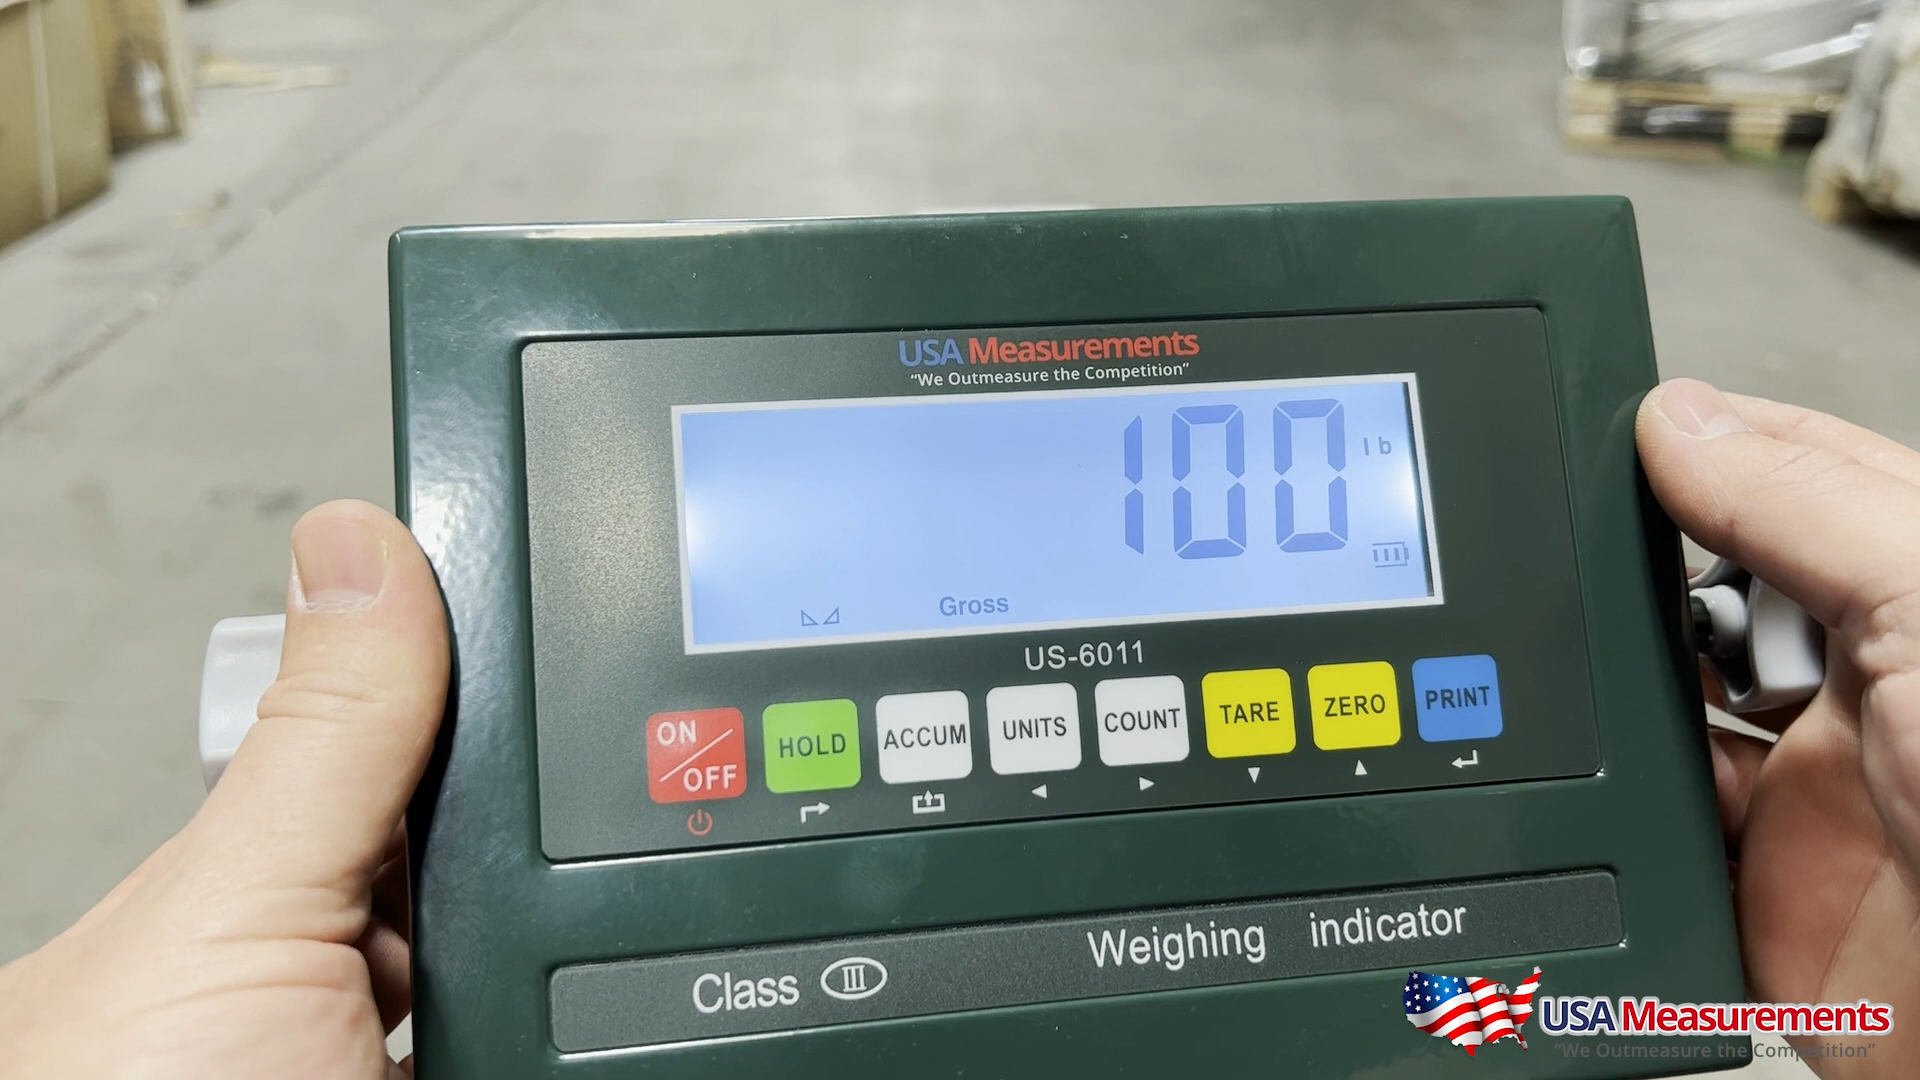 USA Measurements
“We Outmeasure the Competition”
100 lb
Gross
US-6011
ON/OFF HOLD ACCUM UNITS COUNT TARE ZERO PRINT
Class III Weighing indicator
USA Measurements
“We Outmeasure the Competition”